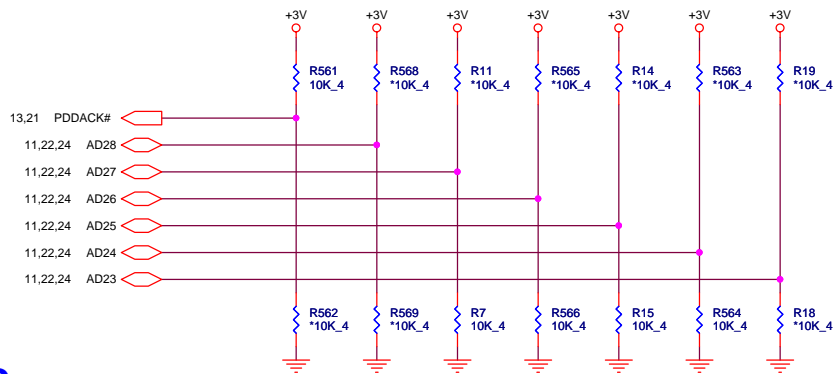 +3V +3V +3V +3V +3V +3V +3V
R561 R568 R11 R565 R14 R563 R19
10K_4 *10K_4 *10K_4 *10K_4 *10K_4 *10K_4 *10K_4
13,21 PDDACK#
11,22,24 AD28
11,22,24 AD27
11,22,24 AD26
11,22,24 AD25
11,22,24 AD24
11,22,24 AD23
R562 R569 R7 R566 R15 R564 R18
*10K_4 *10K_4 10K_4 10K_4 10K_4 10K_4 *10K_4